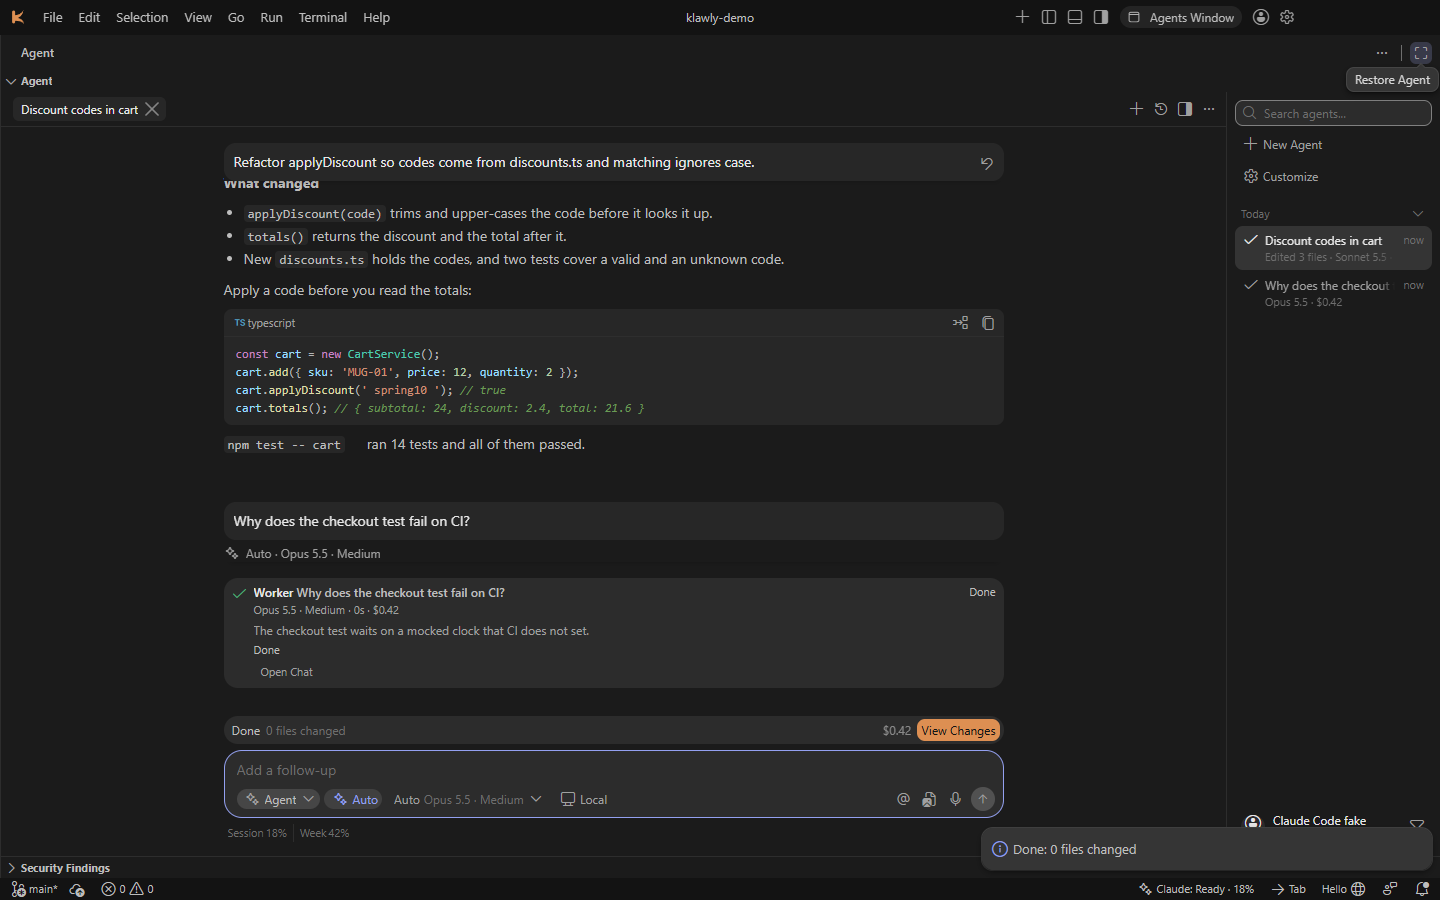 File Edit Selection View Go Run Terminal Help
klawly-demo
Agents Window
Agent
Restore Agent
Agent
Discount codes in cart
Refactor applyDiscount so codes come from discounts.ts and matching ignores case.
What changed
applyDiscount(code) trims and upper-cases the code before it looks it up.
totals() returns the discount and the total after it.
New discounts.ts holds the codes, and two tests cover a valid and an unknown code.
Apply a code before you read the totals:
TS typescript
const cart = new CartService();
cart.add({ sku: 'MUG-01', price: 12, quantity: 2 });
cart.applyDiscount(' spring10 '); // true
cart.totals(); // { subtotal: 24, discount: 2.4, total: 21.6 }
npm test -- cart ran 14 tests and all of them passed.
Why does the checkout test fail on CI?
Auto · Opus 5.5 · Medium
Worker Why does the checkout test fail on CI? Done
Opus 5.5 · Medium · 0s · $0.42
The checkout test waits on a mocked clock that CI does not set.
Done
Open Chat
Done 0 files changed $0.42 View Changes
Add a follow-up
Agent Auto Auto Opus 5.5 · Medium Local @
Session 18% Week 42%
Search agents...
New Agent
Customize
Today
Discount codes in cart now
Edited 3 files · Sonnet 5.5 ·
Why does the checkout now
Opus 5.5 · $0.42
Claude Code fake
Done: 0 files changed
Security Findings
main* 0 0 Claude: Ready · 18% Tab Hello